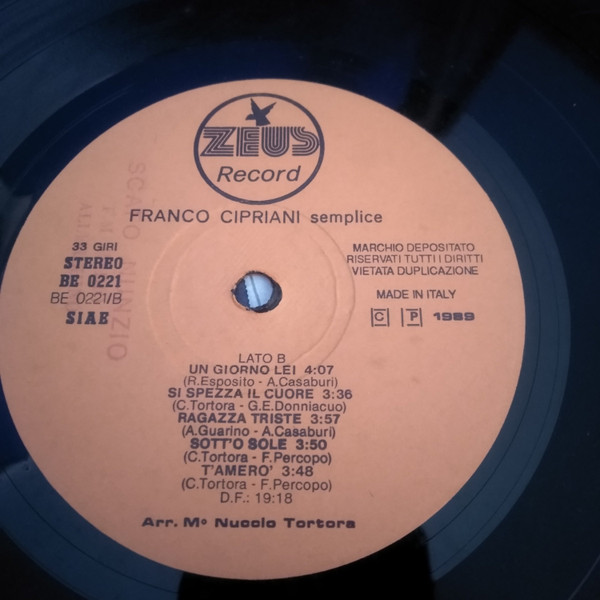 ZEUS
Record
FRANCO CIPRIANI semplice
33 GIRI
STEREO
BE 0221
BE 0221/B
SIAE
MARCHIO DEPOSITATO
RISERVATI TUTTI I DIRITTI
VIETATA DUPLICAZIONE
MADE IN ITALY
C P 1989
LATO B
UN GIORNO LEI 4:07
(R.Esposito - A.Casaburi)
SI SPEZZA IL CUORE 3:36
(C.Tortora - G.E.Donniacuo)
RAGAZZA TRISTE 3:57
(A.Guarino - A.Casaburi)
SOTT'O SOLE 3:50
(C.Tortora - F.Percopo)
T'AMERO' 3:48
(C.Tortora - F.Percopo)
D.F.: 19:18
Arr. Mº Nuccio Tortora